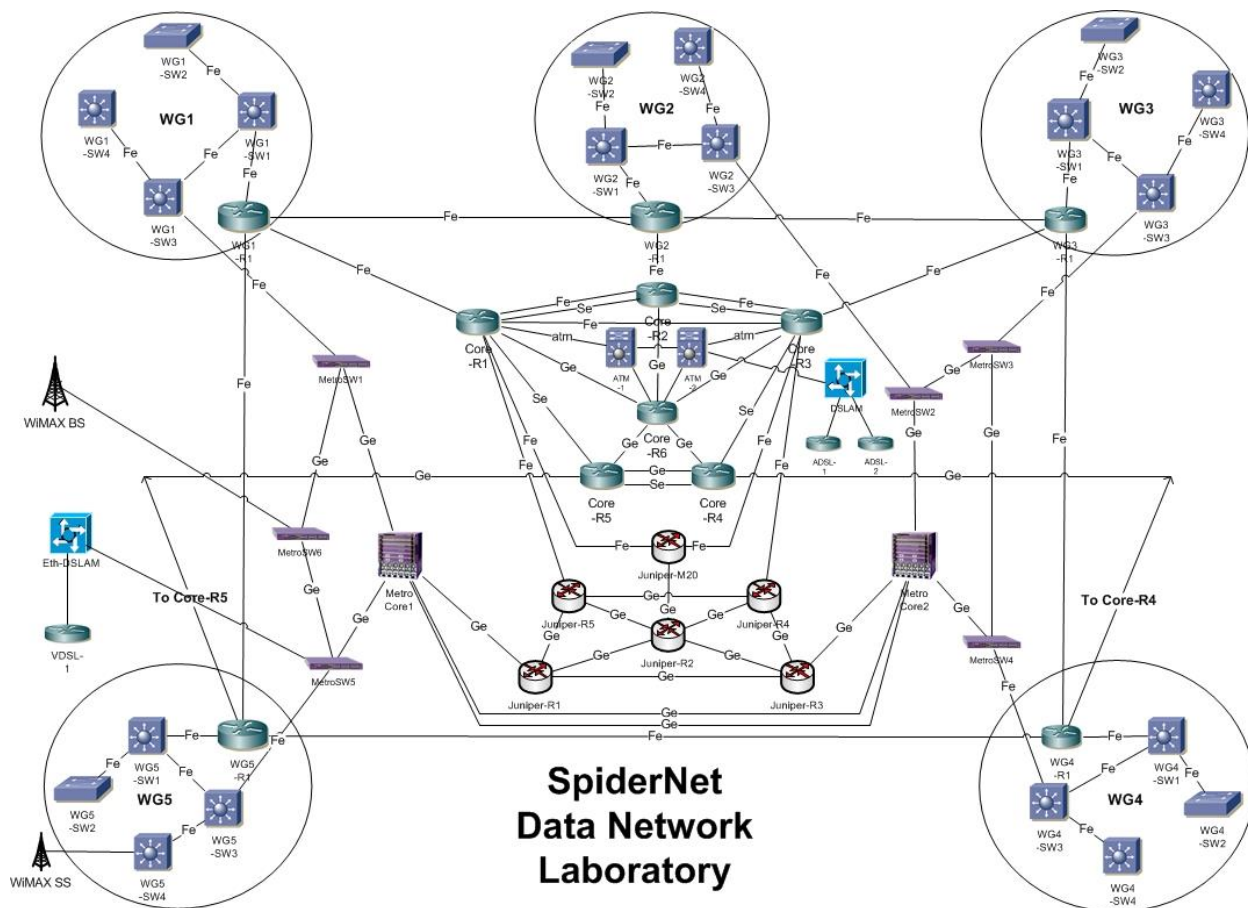 WG1
-SW2
Fe
WG1
-SW4
WG1
WG1
-SW1
Fe
Fe
Fe
WG1
-SW3
WG1
-R1
WG2
WG2
-SW2
WG2
-SW4
Fe
Fe
Fe
WG2
-SW1
WG2
-SW3
Fe
WG2
-R1
WG3
-SW2
Fe
WG3
WG3
-SW4
WG3
-SW1
Fe
Fe
Fe
WG3
-SW3
WG3
-R1
Fe
Fe
Fe
Fe
Fe
Fe
Fe
Fe
Core
-R1
Fe
Se
Core
-R2
Fe
Se
Fe
Core
-R3
atm
atm
ATM
-1
ATM
-2
Ge
Ge
Ge
Core
-R6
Se
Se
Ge
Ge
Core
-R5
Ge
Se
Core
-R4
Fe
Fe
Fe
Fe
MetroSW1
DSLAM
ADSL-
1
ADSL-
2
MetroSW2
Ge
MetroSW3
WiMAX BS
Fe
Fe
Ge
Ge
Ge
Ge
Ge
Ge
MetroSW6
Eth-DSLAM
VDSL-
1
To Core-R5
Ge
MetroSW5
Ge
Metro
Core1
Ge
Fe
Juniper-M20
Fe
Juniper-R5
Ge
Ge
Juniper-R4
Ge
Ge
Ge
Juniper-R2
Ge
Ge
Ge
Ge
Juniper-R1
Ge
Juniper-R3
Ge
Metro
Core2
Ge
MetroSW4
To Core-R4
Ge
Ge
Fe
Fe
Fe
WG5
-R1
Fe
WG5
-SW1
Fe
WG5
-SW2
WG5
Fe
WG5
-SW3
Fe
WG5
-SW4
WiMAX SS
WG4
-R1
Fe
WG4
-SW1
Fe
Fe
WG4
WG4
-SW2
WG4
-SW3
Fe
WG4
-SW4
SpiderNet
Data Network
Laboratory